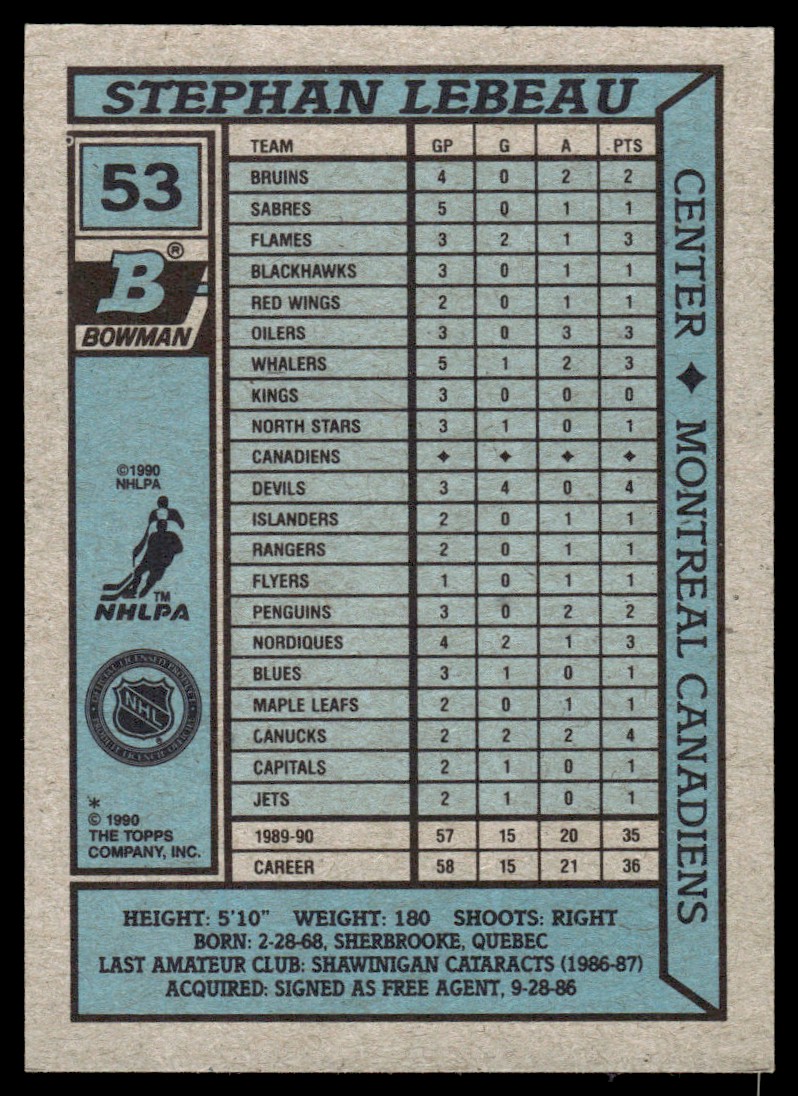 STEPHAN LEBEAU
53
B®
BOWMAN
©1990
NHLPA
TM
NHLPA
OFFICIAL LICENSED PRODUCT
NHL
*
© 1990
THE TOPPS
COMPANY, INC.
TEAM GP G A PTS
BRUINS 4 0 2 2
SABRES 5 0 1 1
FLAMES 3 2 1 3
BLACKHAWKS 3 0 1 1
RED WINGS 2 0 1 1
OILERS 3 0 3 3
WHALERS 5 1 2 3
KINGS 3 0 0 0
NORTH STARS 3 1 0 1
CANADIENS ✦ ✦ ✦ ✦
DEVILS 3 4 0 4
ISLANDERS 2 0 1 1
RANGERS 2 0 1 1
FLYERS 1 0 1 1
PENGUINS 3 0 2 2
NORDIQUES 4 2 1 3
BLUES 3 1 0 1
MAPLE LEAFS 2 0 1 1
CANUCKS 2 2 2 4
CAPITALS 2 1 0 1
JETS 2 1 0 1
1989-90 57 15 20 35
CAREER 58 15 21 36
CENTER ✦ MONTREAL CANADIENS
HEIGHT: 5'10" WEIGHT: 180 SHOOTS: RIGHT
BORN: 2-28-68, SHERBROOKE, QUEBEC
LAST AMATEUR CLUB: SHAWINIGAN CATARACTS (1986-87)
ACQUIRED: SIGNED AS FREE AGENT, 9-28-86